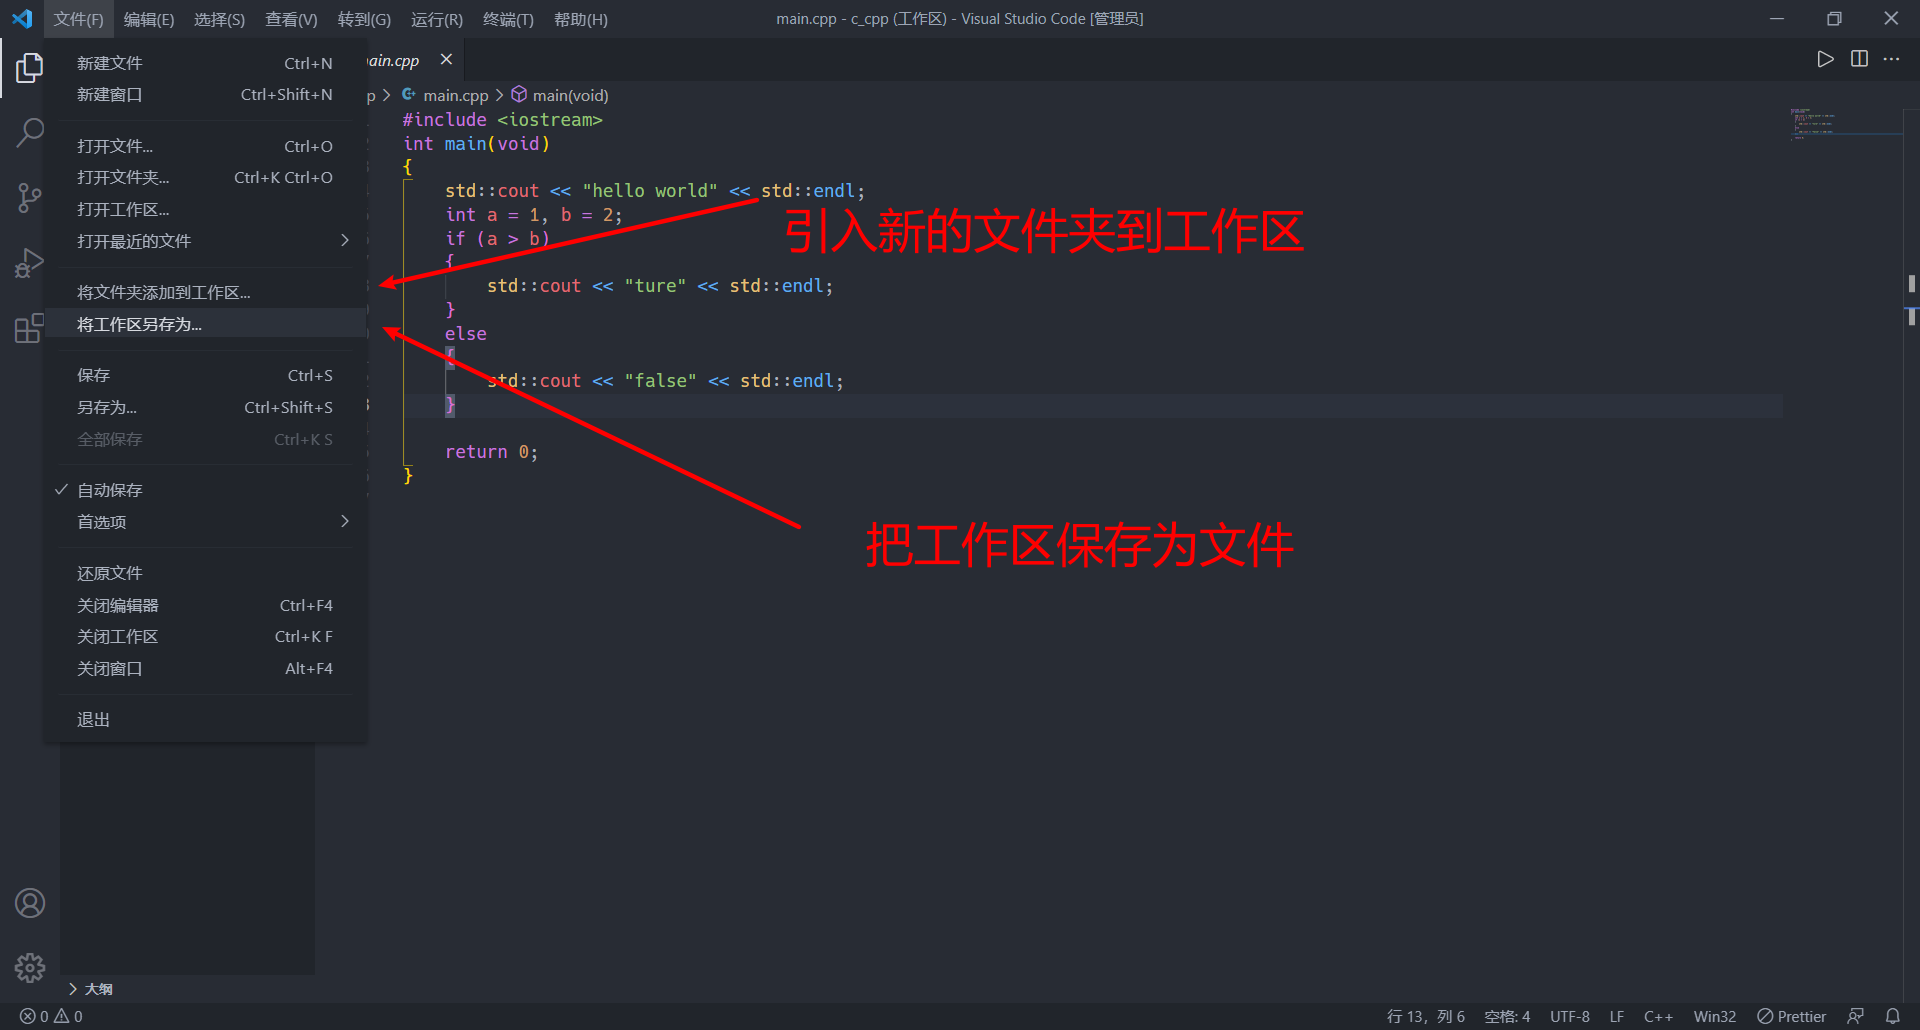 文件(F) 编辑(E) 选择(S) 查看(V) 转到(G) 运行(R) 终端(T) 帮助(H) main.cpp - c_cpp (工作区) - Visual Studio Code [管理员]
新建文件 Ctrl+N
新建窗口 Ctrl+Shift+N
打开文件... Ctrl+O
打开文件夹... Ctrl+K Ctrl+O
打开工作区...
打开最近的文件
将文件夹添加到工作区...
将工作区另存为...
保存 Ctrl+S
另存为... Ctrl+Shift+S
全部保存 Ctrl+K S
自动保存
首选项
还原文件
关闭编辑器 Ctrl+F4
关闭工作区 Ctrl+K F
关闭窗口 Alt+F4
退出
ain.cpp
p > main.cpp > main(void)
#include <iostream>
int main(void)
{
std::cout << "hello world" << std::endl;
int a = 1, b = 2;
if (a > b)
{
std::cout << "ture" << std::endl;
}
else
{
std::cout << "false" << std::endl;
}
return 0;
}
引入新的文件夹到工作区
把工作区保存为文件
大纲
0 0 行 13，列 6 空格: 4 UTF-8 LF C++ Win32 Prettier